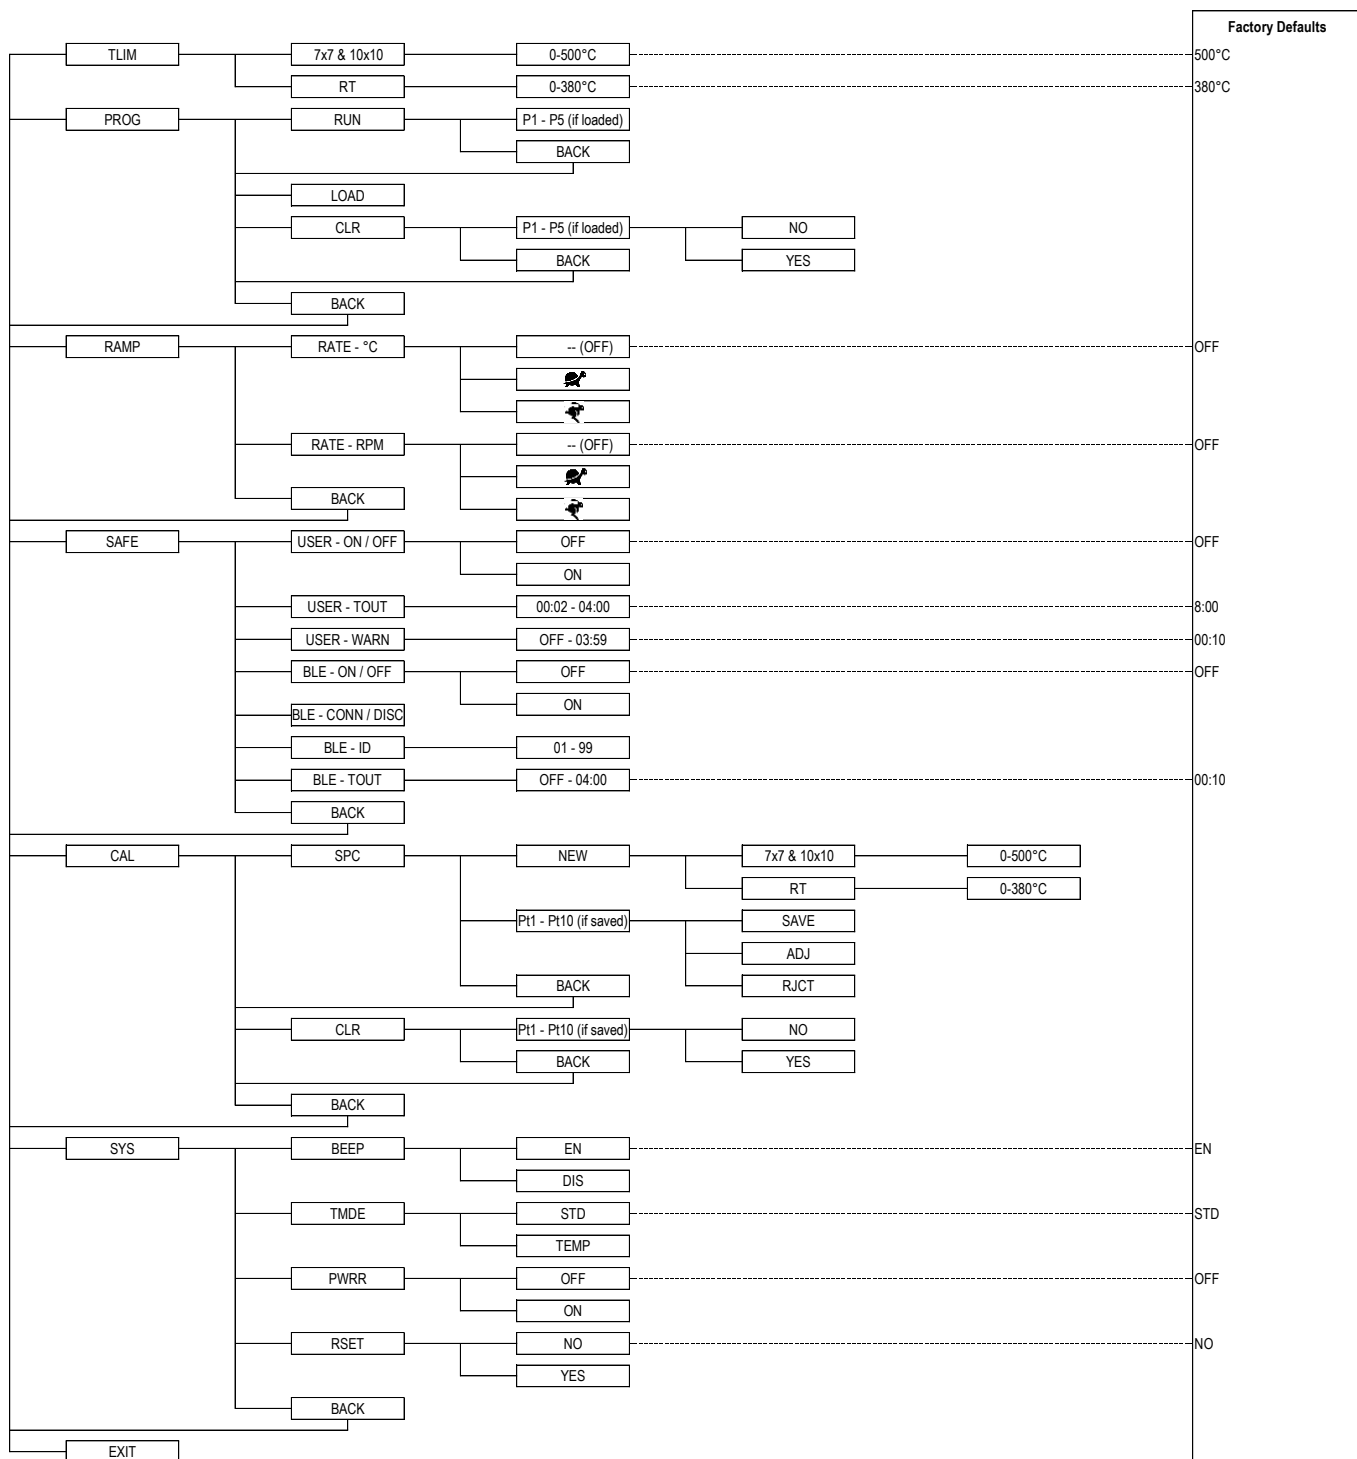 Factory Defaults
TLIM 7x7 & 10x10 0-500°C 500°C
RT 0-380°C 380°C
PROG RUN P1 - P5 (if loaded)
BACK
LOAD
CLR P1 - P5 (if loaded) NO
BACK YES
BACK
RAMP RATE - °C -- (OFF) OFF
RATE - RPM -- (OFF) OFF
BACK
SAFE USER - ON / OFF OFF OFF
ON
USER - TOUT 00:02 - 04:00 8:00
USER - WARN OFF - 03:59 00:10
BLE - ON / OFF OFF OFF
ON
BLE - CONN / DISC
BLE - ID 01 - 99
BLE - TOUT OFF - 04:00 00:10
BACK
CAL SPC NEW 7x7 & 10x10 0-500°C
RT 0-380°C
Pt1 - Pt10 (if saved) SAVE
ADJ
BACK RJCT
CLR Pt1 - Pt10 (if saved) NO
BACK YES
BACK
SYS BEEP EN EN
DIS
TMDE STD STD
TEMP
PWRR OFF OFF
ON
RSET NO NO
YES
BACK
EXIT